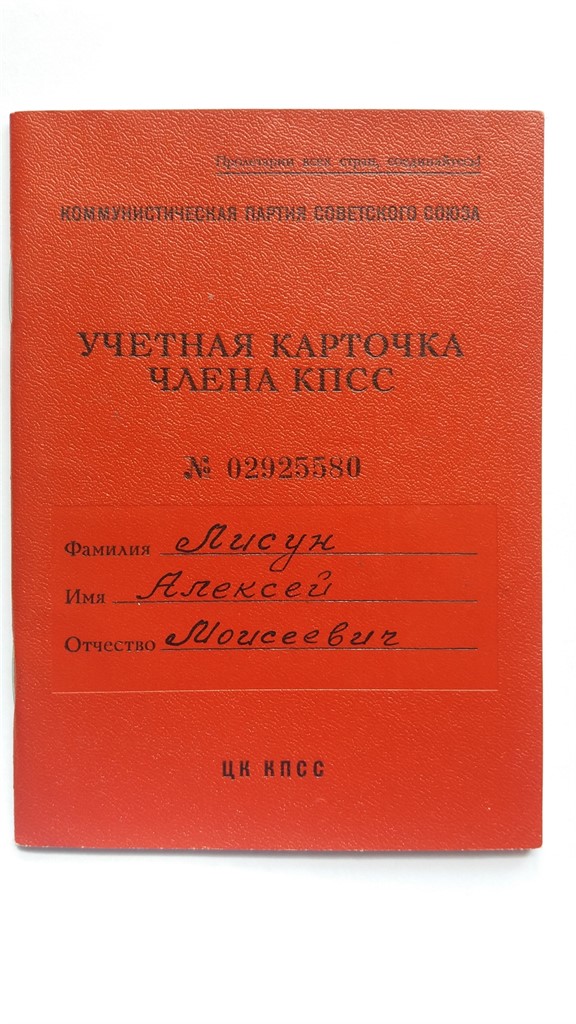 Пролетарии всех стран, соединяйтесь!
КОММУНИСТИЧЕСКАЯ ПАРТИЯ СОВЕТСКОГО СОЮЗА
УЧЕТНАЯ КАРТОЧКА
ЧЛЕНА КПСС
№ 02925580
Фамилия Лисун
Имя Алексей
Отчество Моисеевич
ЦК КПСС